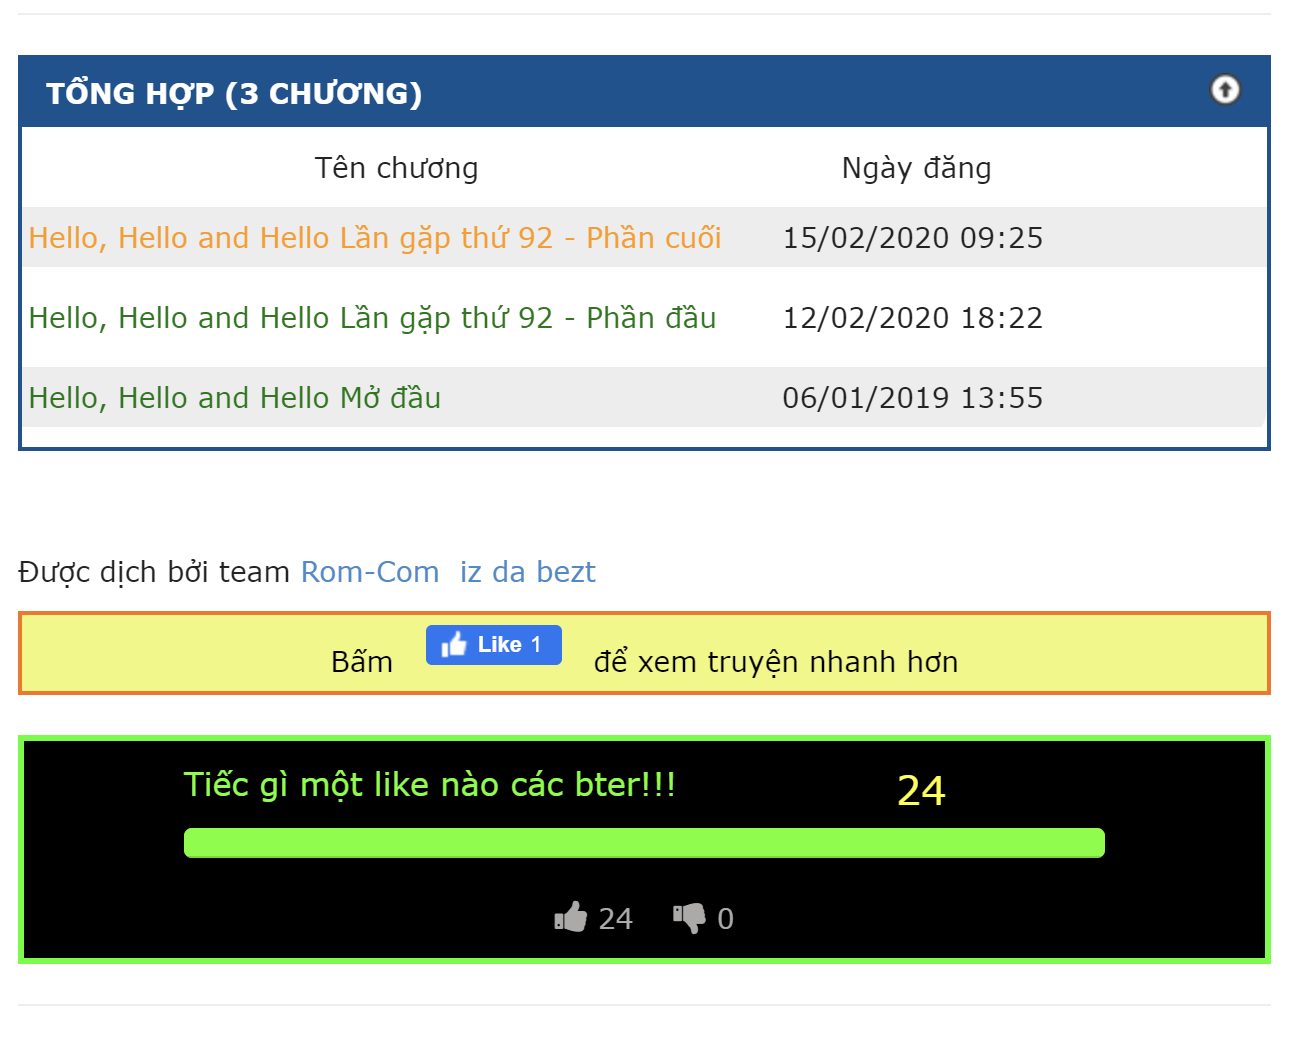 TỔNG HỢP (3 CHƯƠNG)
Tên chương Ngày đăng
Hello, Hello and Hello Lần gặp thứ 92 - Phần cuối 15/02/2020 09:25
Hello, Hello and Hello Lần gặp thứ 92 - Phần đầu 12/02/2020 18:22
Hello, Hello and Hello Mở đầu 06/01/2019 13:55
Được dịch bởi team Rom-Com iz da bezt
Bấm Like 1 để xem truyện nhanh hơn
Tiếc gì một like nào các bter!!! 24
24 0